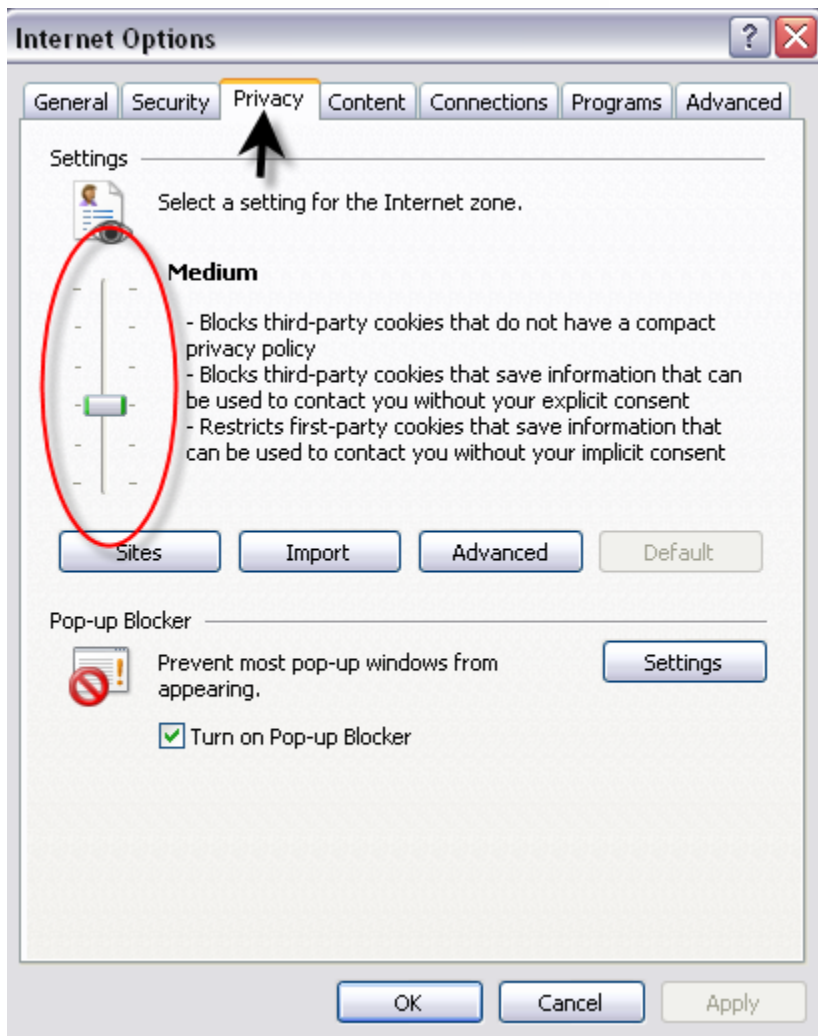 Internet Options
General Security Privacy Content Connections Programs Advanced
Settings
Select a setting for the Internet zone.
Medium
- Blocks third-party cookies that do not have a compact
privacy policy
- Blocks third-party cookies that save information that can
be used to contact you without your explicit consent
- Restricts first-party cookies that save information that
can be used to contact you without your implicit consent
Sites Import Advanced Default
Pop-up Blocker
Prevent most pop-up windows from
appearing.
Settings
Turn on Pop-up Blocker
OK Cancel Apply